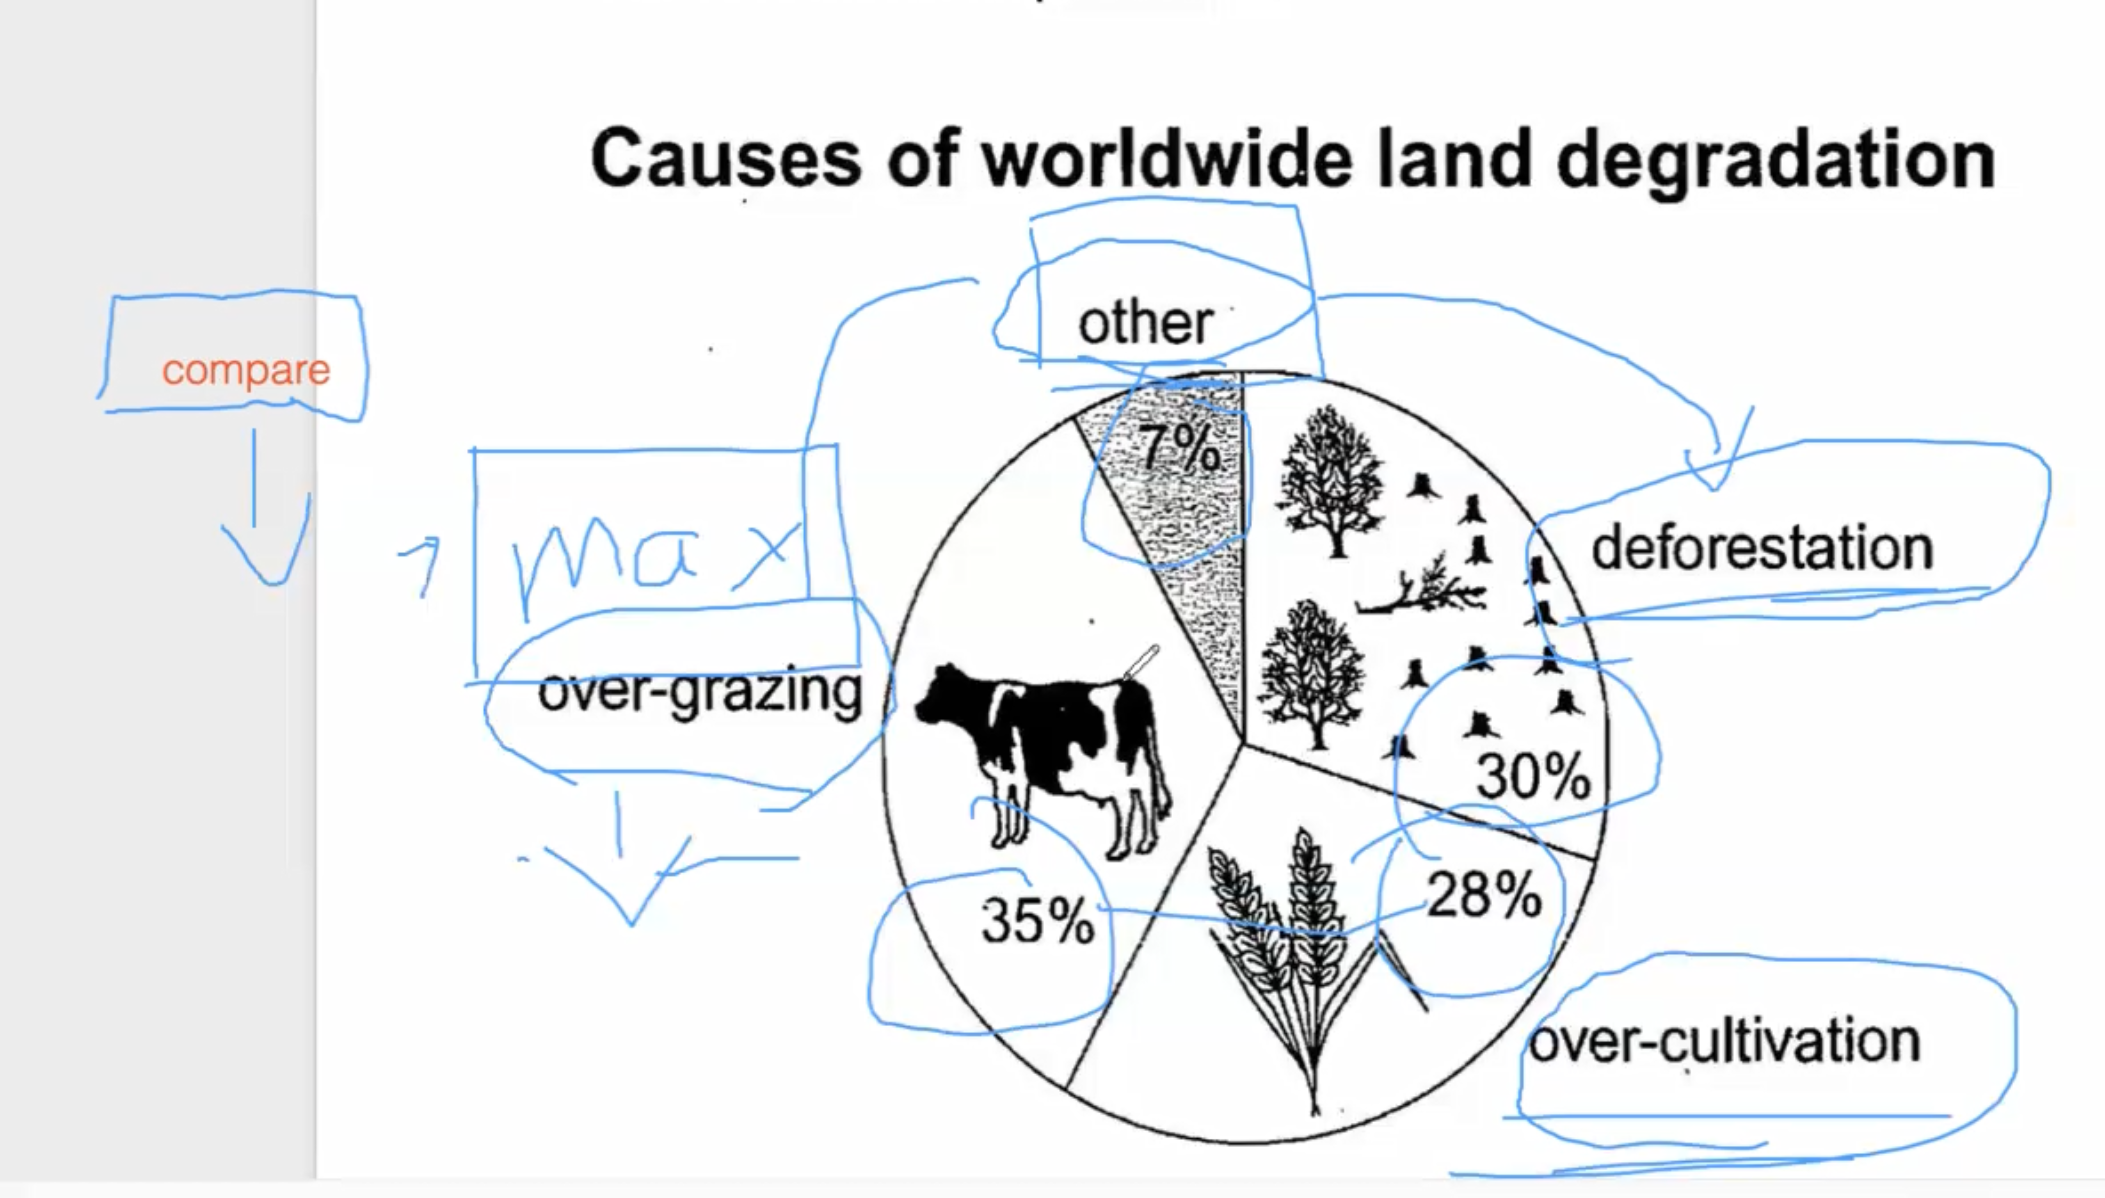 Causes of worldwide land degradation
other
compare
7%
max
deforestation
over-grazing
30%
28%
35%
over-cultivation